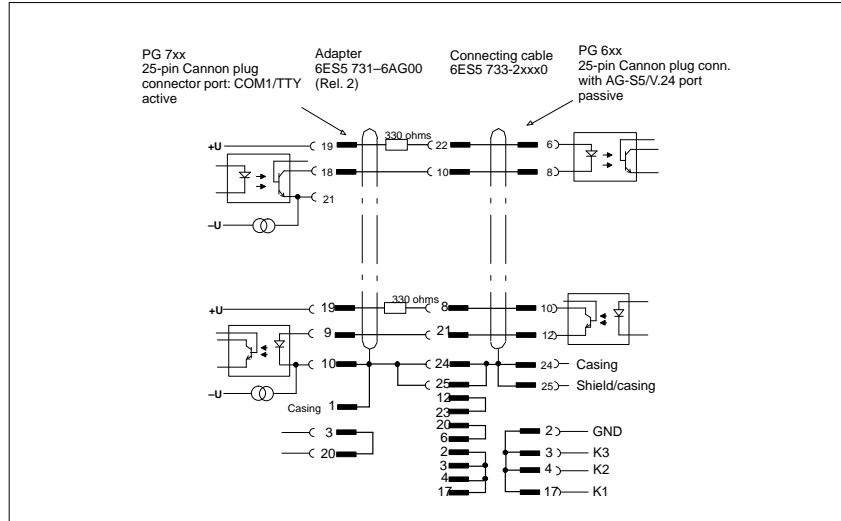 PG 7xx
25-pin Cannon plug
connector port: COM1/TTY
active
Adapter
6ES5 731–6AG00
(Rel. 2)
Connecting cable
6ES5 733-2xxx0
PG 6xx
25-pin Cannon plug conn.
with AG-S5/V.24 port
passive
+U 19 330 ohms 22 6
18 10 8
21
–U
+U 19 330 ohms 8 10
9 21 12
10 24 24 Casing
–U 25 25 Shield/casing
Casing 1 12
23
3 20 2 GND
6
20 2 3 K3
3
4 4 K2
17 17 K1